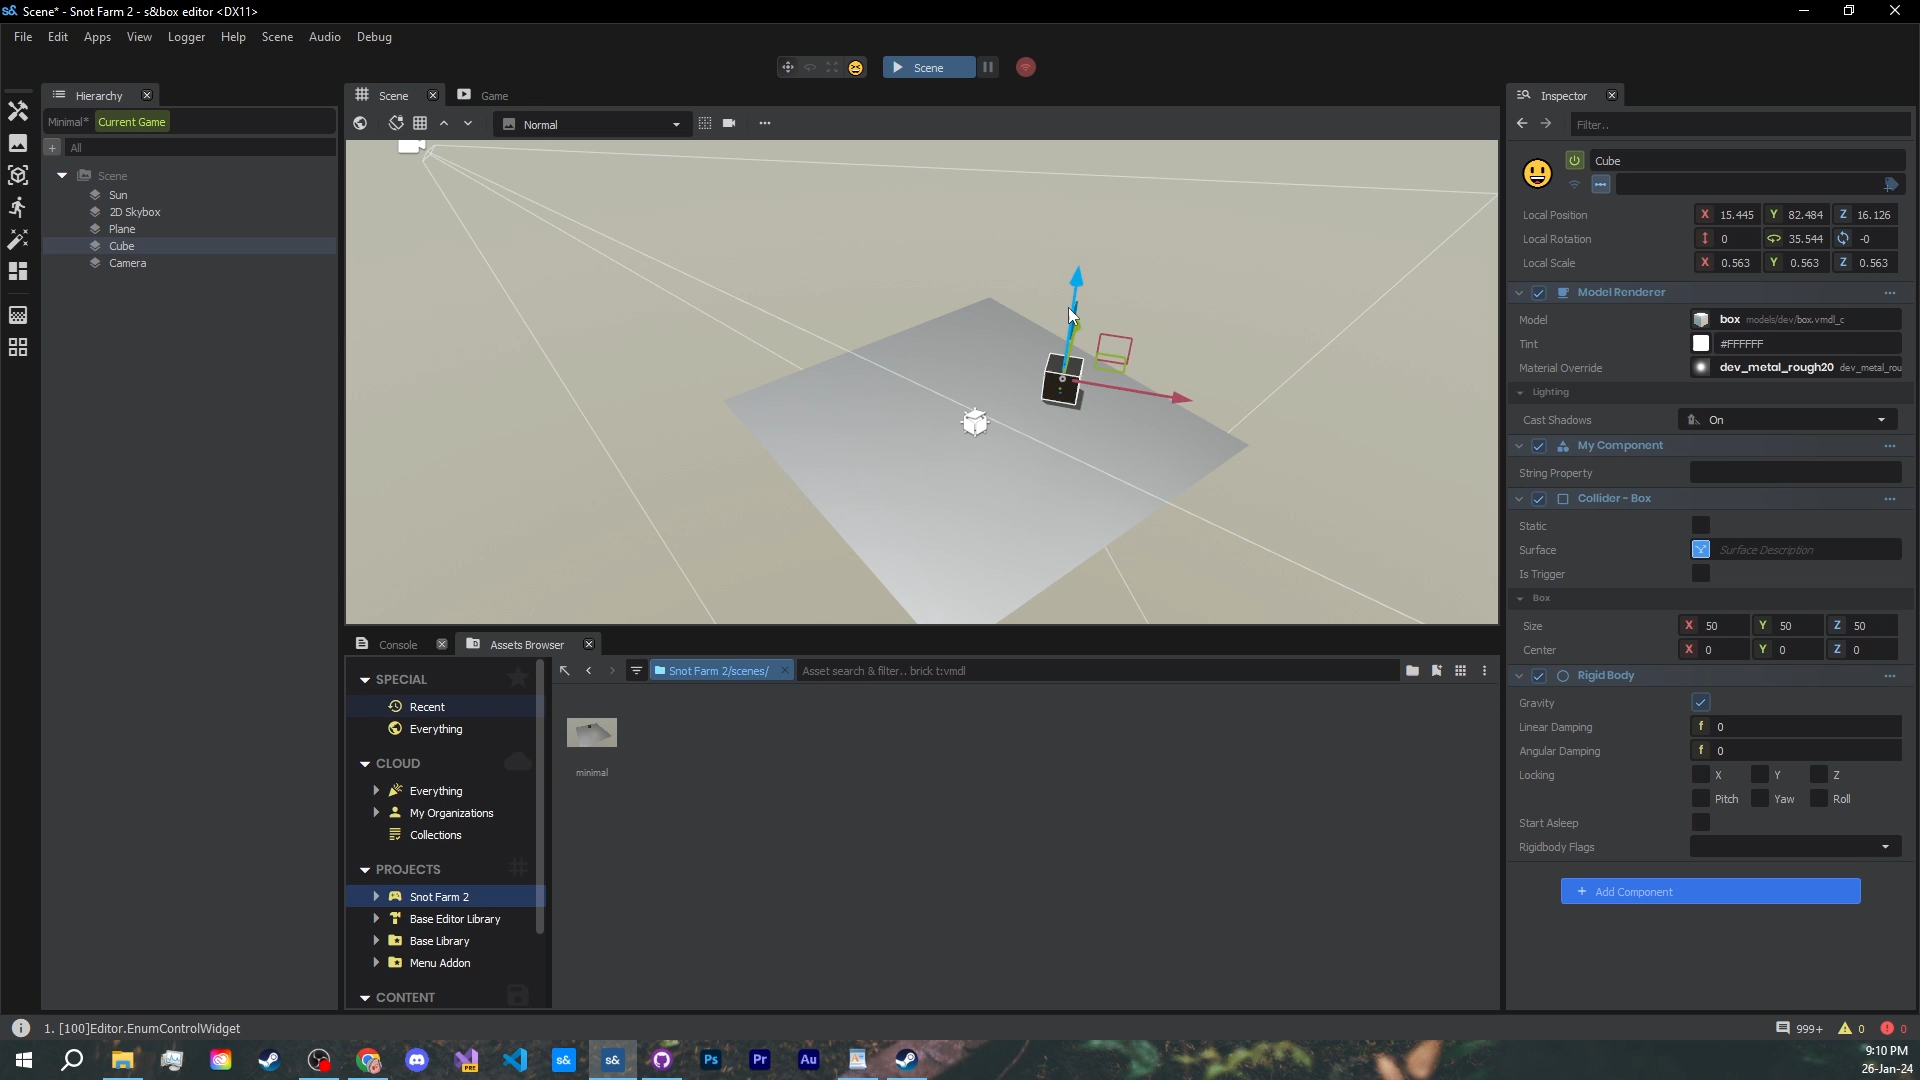 s& Scene* - Snot Farm 2 - s&box editor <DX11>
File Edit Apps View Logger Help Scene Audio Debug
Scene
Hierarchy
Scene Game
Inspector
Minimal* Current Game
Normal
Filter..
All
Scene
Sun
2D Skybox
Plane
Cube
Camera
Cube
Local Position X 15.445 Y 82.484 Z 16.126
Local Rotation 0 35.544 -0
Local Scale X 0.563 Y 0.563 Z 0.563
Model Renderer
Model box models/dev/box.vmdl_c
Tint #FFFFFF
Material Override dev_metal_rough20 dev_metal_rou
Lighting
Cast Shadows On
My Component
String Property
Collider - Box
Static
Surface Surface Description
Is Trigger
Box
Size X 50 Y 50 Z 50
Center X 0 Y 0 Z 0
Rigid Body
Gravity
Linear Damping f 0
Angular Damping f 0
Locking X Y Z
Pitch Yaw Roll
Start Asleep
Rigidbody Flags
+ Add Component
Console Assets Browser
Snot Farm 2/scenes/ Asset search & filter.. brick t:vmdl
SPECIAL
Recent
Everything
CLOUD
Everything
My Organizations
Collections
PROJECTS
Snot Farm 2
Base Editor Library
Base Library
Menu Addon
CONTENT
minimal
1. [100]Editor.EnumControlWidget
999+ 0 0
PRE s& s& Ps Pr Au
9:10 PM
26-Jan-24